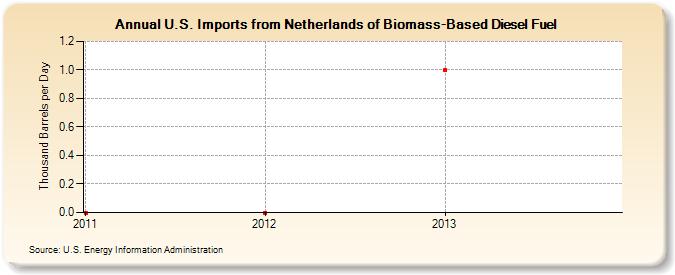 Annual U.S. Imports from Netherlands of Biomass-Based Diesel Fuel
Thousand Barrels per Day
1.2
1.0
0.8
0.6
0.4
0.2
0.0
2011 2012 2013
Source: U.S. Energy Information Administration